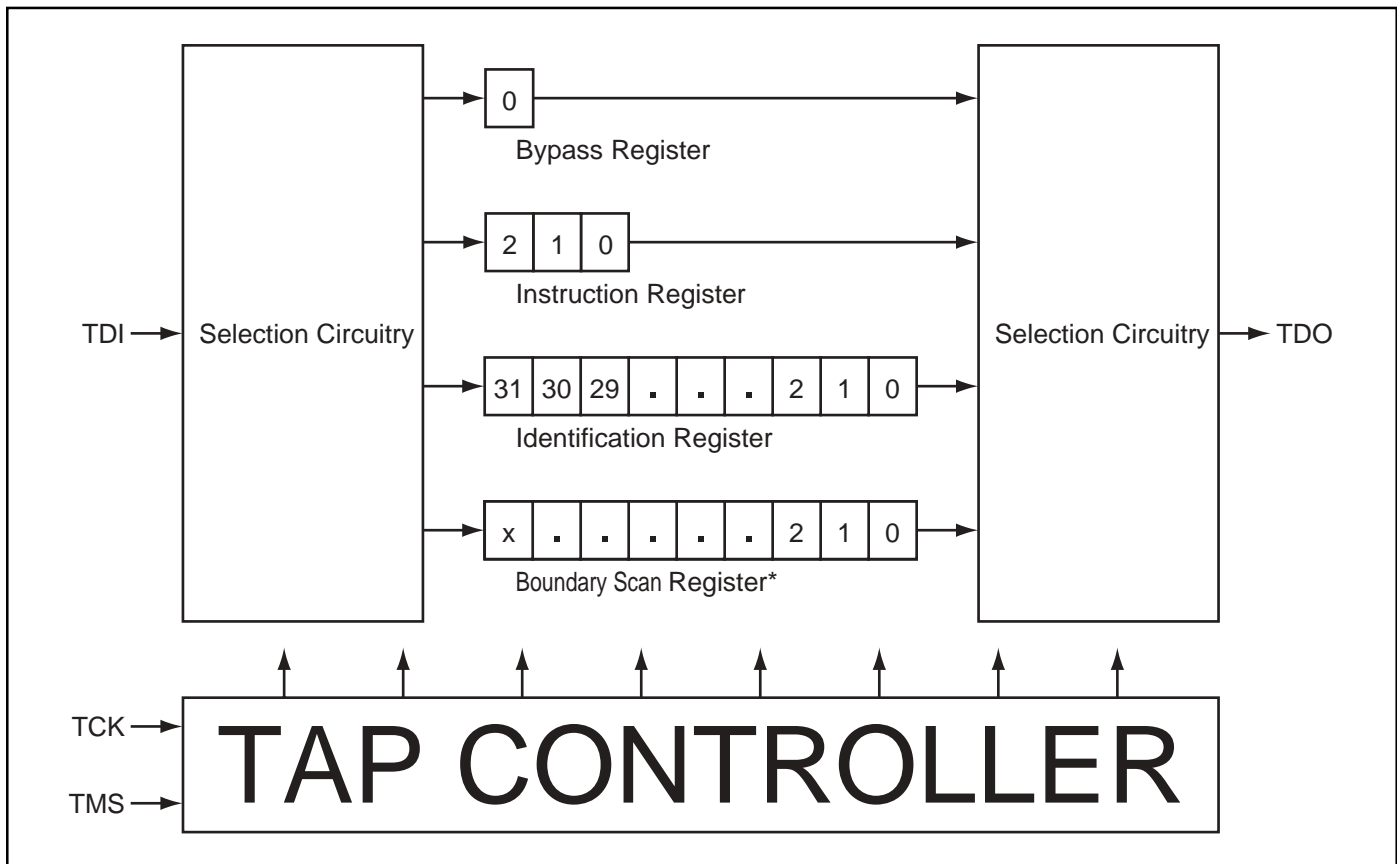 0
Bypass Register
2 1 0
Instruction Register
TDI
Selection Circuitry
Selection Circuitry
TDO
31 30 29 . . . 2 1 0
Identification Register
x . . . . . 2 1 0
Boundary Scan Register*
TCK
TMS
TAP CONTROLLER